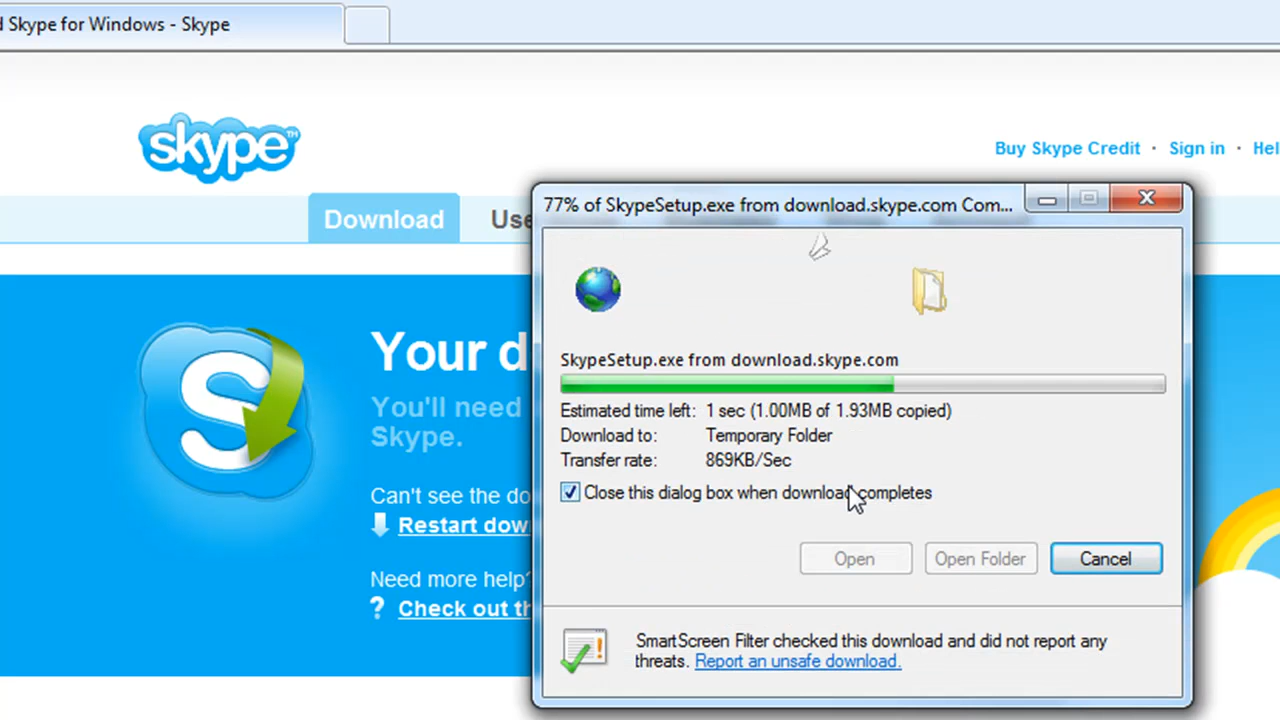 d Skype for Windows - Skype
skype™
Buy Skype Credit · Sign in · Hel
Download
Use
77% of SkypeSetup.exe from download.skype.com Com...
Your d
You'll need
Skype.
Can't see the do
Restart dow
Need more help?
? Check out th
SkypeSetup.exe from download.skype.com
Estimated time left: 1 sec (1.00MB of 1.93MB copied)
Download to: Temporary Folder
Transfer rate: 869KB/Sec
Close this dialog box when download completes
Open
Open Folder
Cancel
SmartScreen Filter checked this download and did not report any
threats. Report an unsafe download.